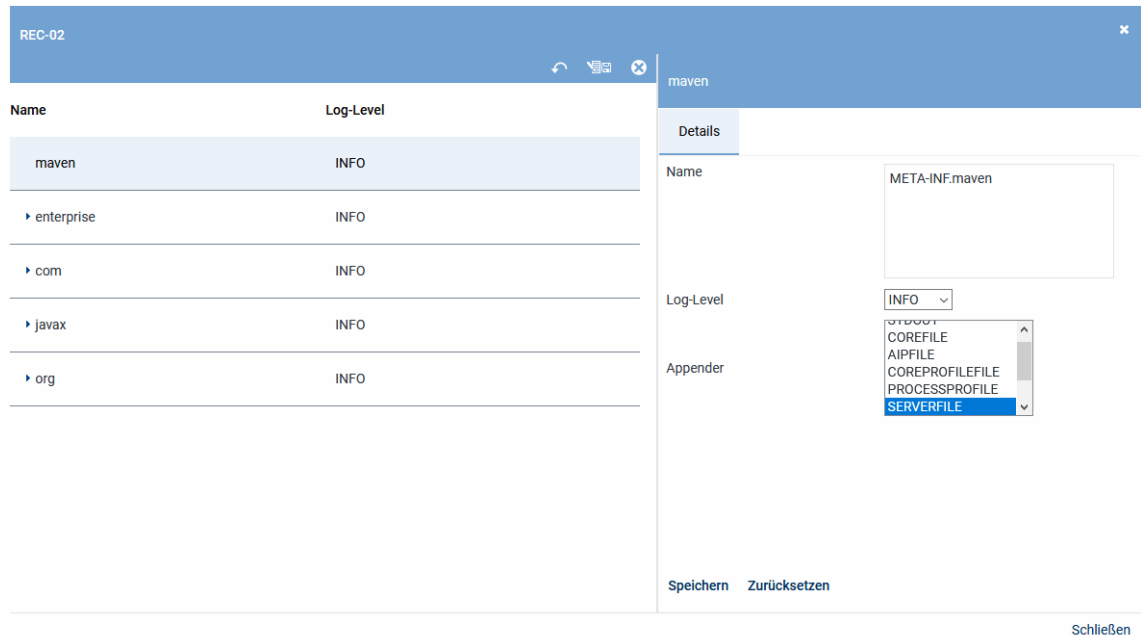 REC-02
maven
Name Log-Level
maven INFO
enterprise INFO
com INFO
javax INFO
org INFO
Details
Name META-INF.maven
Log-Level INFO
Appender
STDOUT
COREFILE
AIPFILE
COREPROFILEFILE
PROCESSPROFILE
SERVERFILE
Speichern Zurücksetzen
Schließen